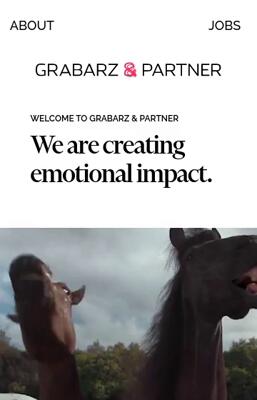 ABOUT
JOBS
GRABARZ & PARTNER
WELCOME TO GRABARZ & PARTNER
We are creating
emotional impact.